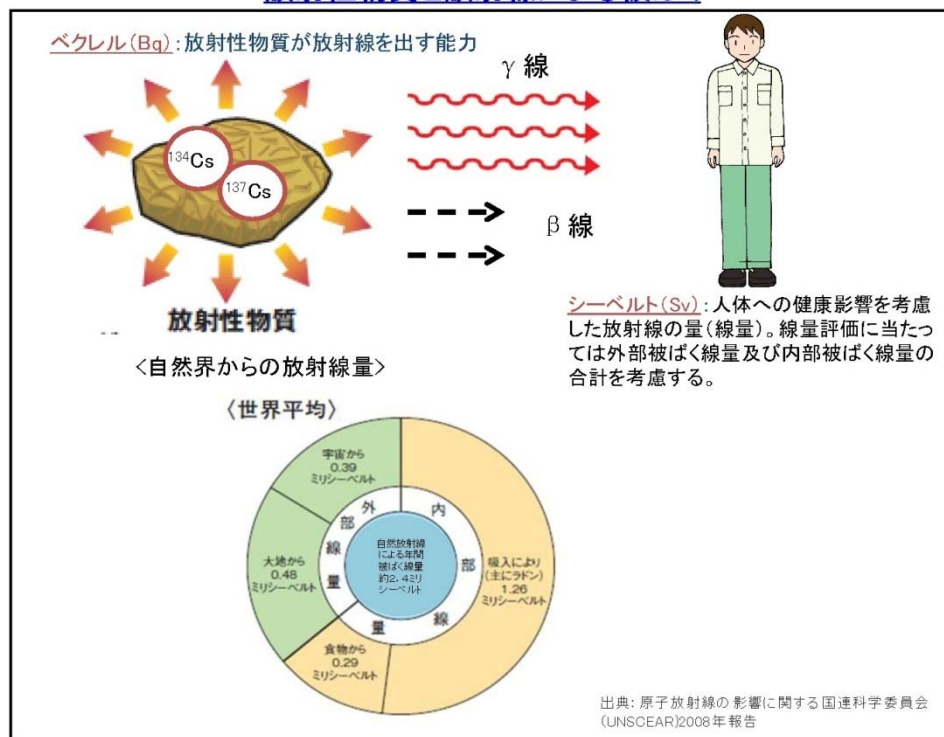 ベクレル(Bq):放射性物質が放射線を出す能力
γ線
134Cs
137Cs
β線
放射性物質
シーベルト(Sv):人体への健康影響を考慮
した放射線の量(線量)。線量評価に当たっ
ては外部被ばく線量及び内部被ばく線量の
合計を考慮する。
<自然界からの放射線量>
〈世界平均〉
宇宙から
0.39
ミリシーベルト
大地から
0.48
ミリシーベルト
食物から
0.29
ミリシーベルト
吸入により
(主にラドン)
1.26
ミリシーベルト
外部線量
内部線量
自然放射線
による年間
被ばく線量
約2.4ミリ
シーベルト
出典:原子放射線の影響に関する国連科学委員会
(UNSCEAR)2008年報告